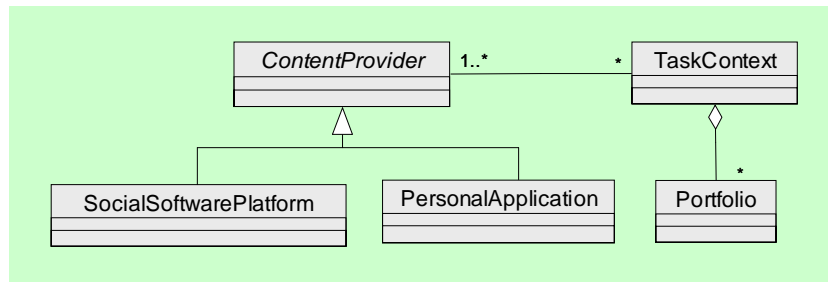 ContentProvider
1..*
*
TaskContext
*
SocialSoftwarePlatform
PersonalApplication
Portfolio